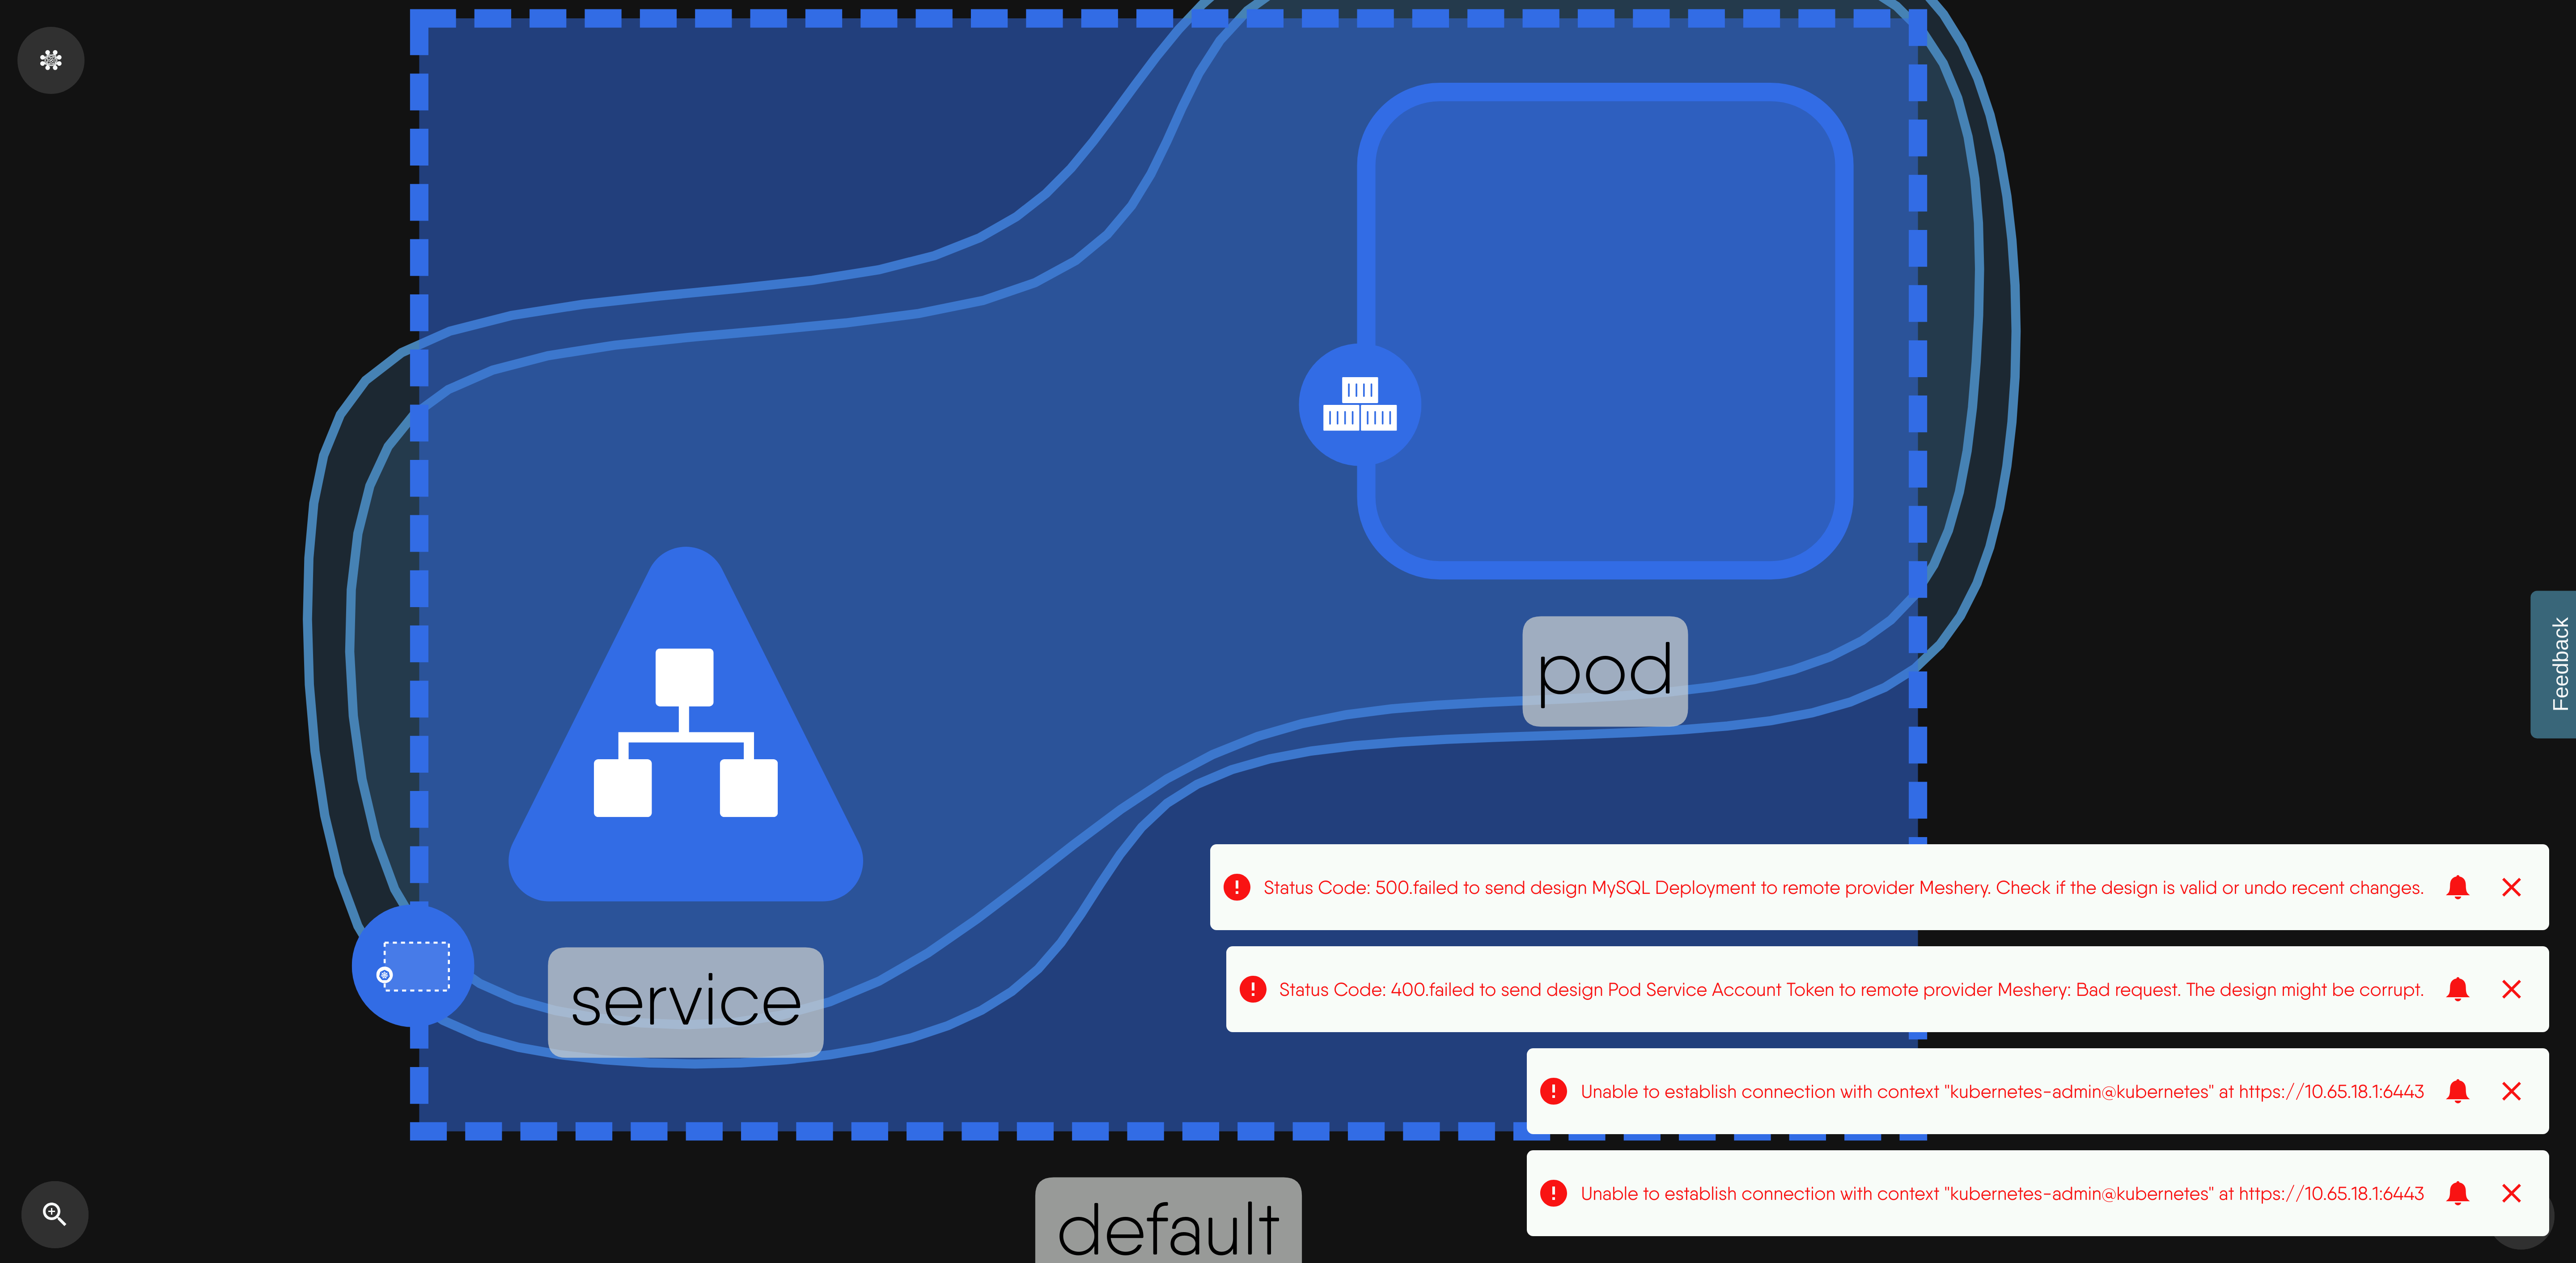 pod
Feedback
Status Code: 500.failed to send design MySQL Deployment to remote provider Meshery. Check if the design is valid or undo recent changes.
service
Status Code: 400.failed to send design Pod Service Account Token to remote provider Meshery: Bad request. The design might be corrupt.
Unable to establish connection with context "kubernetes-admin@kubernetes" at https://10.65.18.1:6443
Unable to establish connection with context "kubernetes-admin@kubernetes" at https://10.65.18.1:6443
default